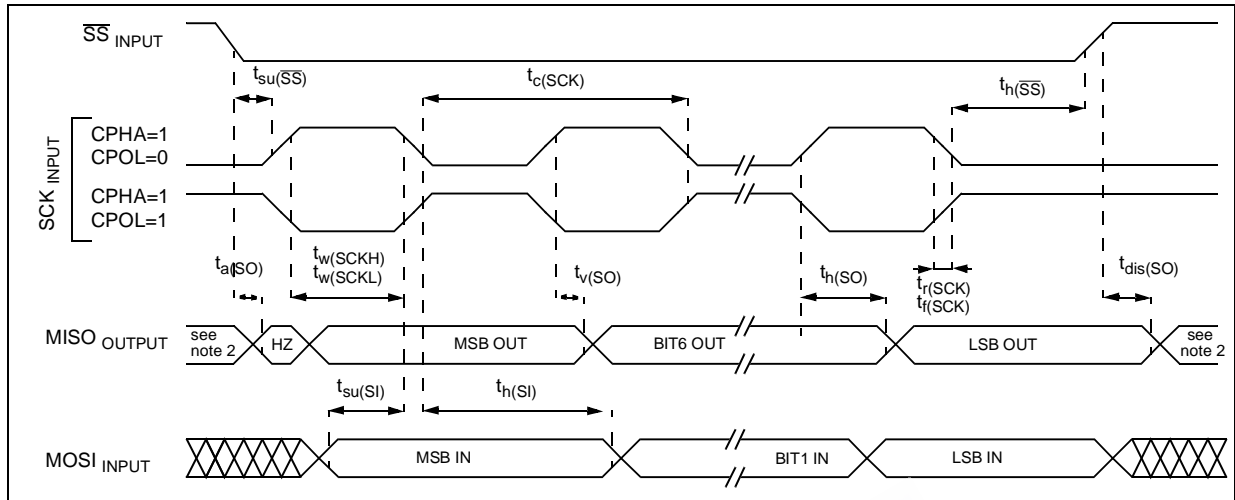 SS INPUT
tsu(SS)
tc(SCK)
th(SS)
SCK INPUT
CPHA=1
CPOL=0
CPHA=1
CPOL=1
ta(SO)
tw(SCKH)
tw(SCKL)
tv(SO)
th(SO)
tr(SCK)
tf(SCK)
tdis(SO)
MISO OUTPUT
see
note 2
HZ
MSB OUT
BIT6 OUT
LSB OUT
see
note 2
tsu(SI)
th(SI)
MOSI INPUT
MSB IN
BIT1 IN
LSB IN